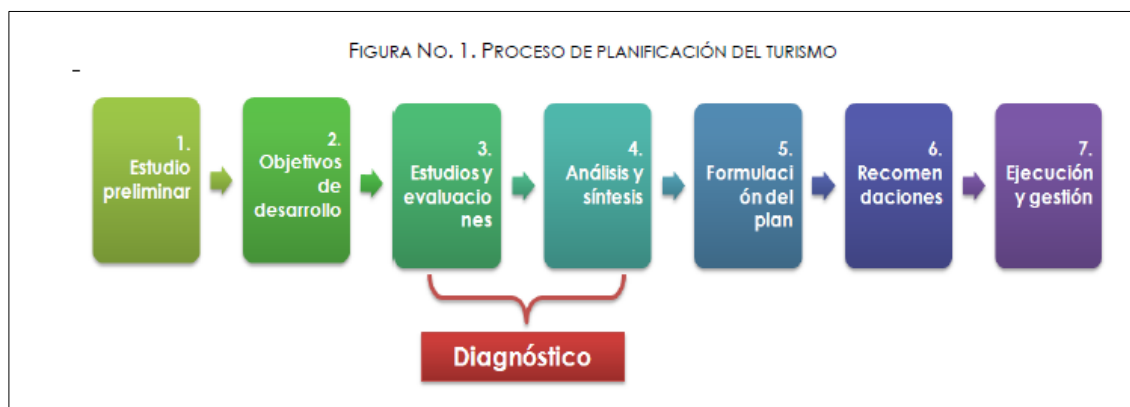 FIGURA NO. 1. PROCESO DE PLANIFICACIÓN DEL TURISMO
1.
Estudio
preliminar
2.
Objetivos
de
desarrollo
3.
Estudios y
evaluacio
nes
4.
Análisis y
síntesis
5.
Formulaci
ón del
plan
6.
Recomen
daciones
7.
Ejecución
y gestión
Diagnóstico